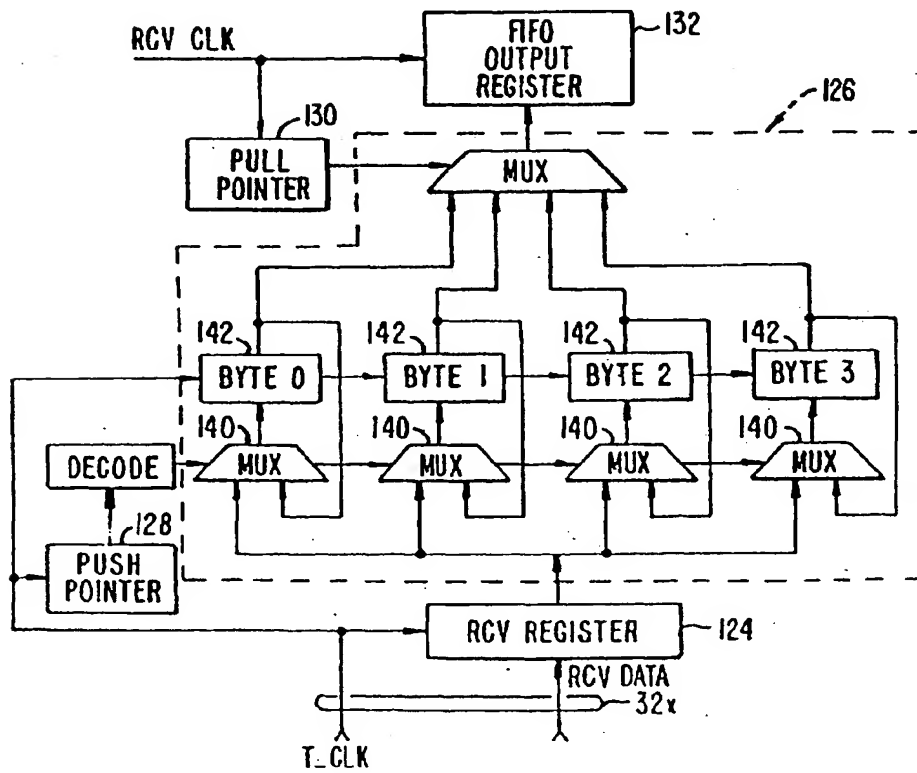 RCV CLK
FIFO
OUTPUT
REGISTER
132
126
130
PULL
POINTER
MUX
142
BYTE 0
142
BYTE 1
142
BYTE 2
142
BYTE 3
140
MUX
140
MUX
140
MUX
140
MUX
DECODE
128
PUSH
POINTER
RCV REGISTER
124
RCV DATA
32x
T_CLK